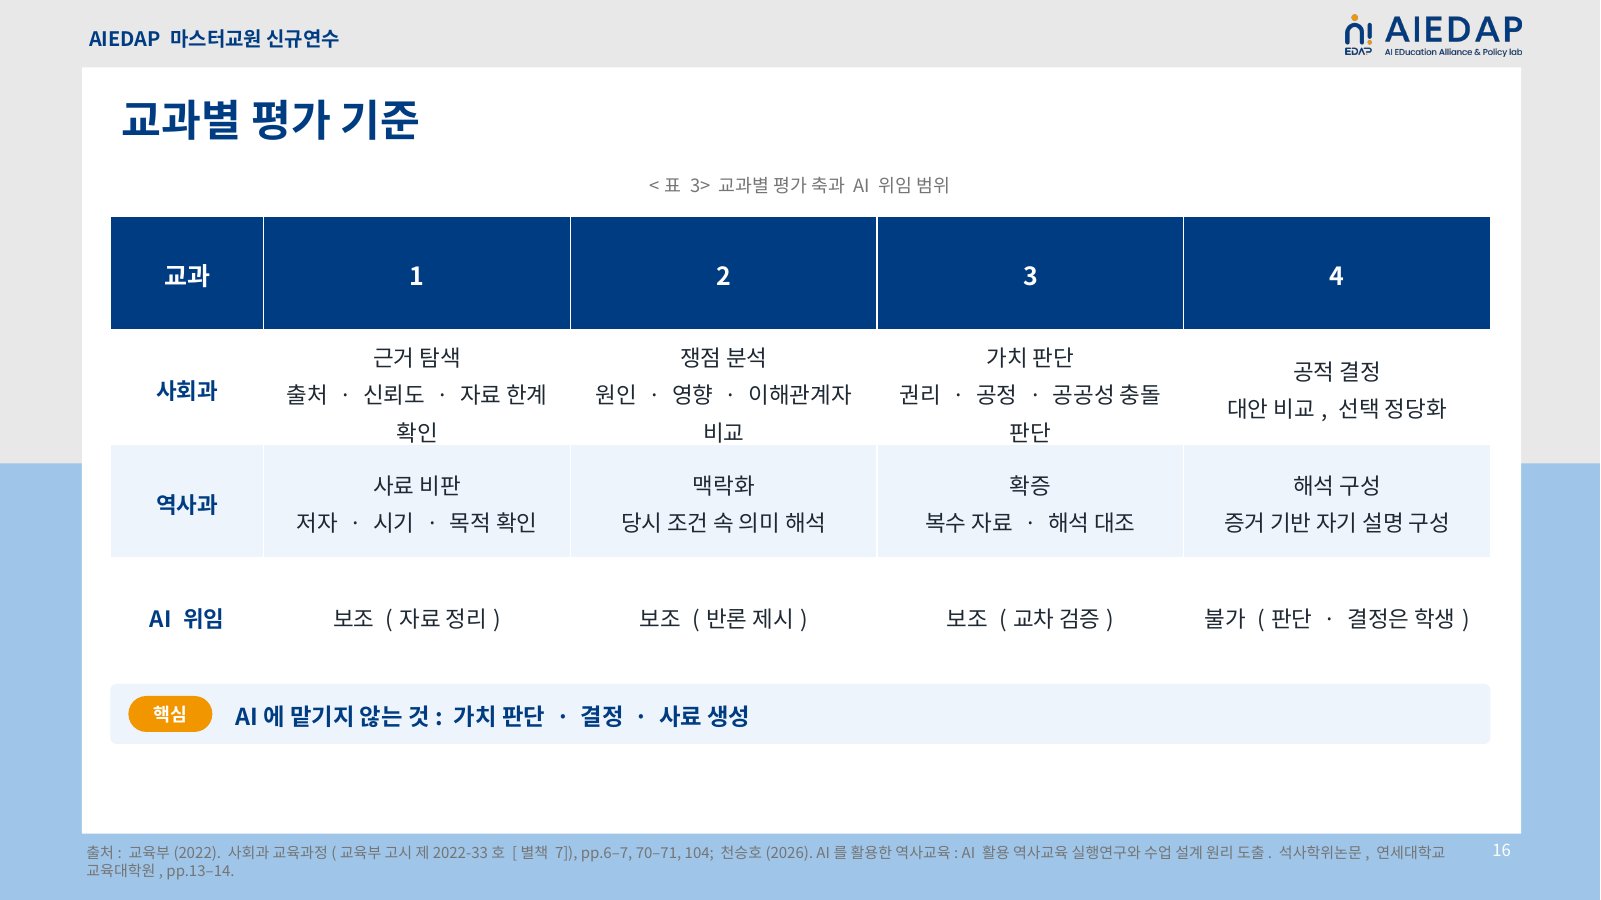 AIEDAP 마스터교원 신규연수
AIEDAP
EDAP
AI EDucation Alliance & Policy lab
교과별 평가 기준
<표 3> 교과별 평가 축과 AI 위임 범위
교과 1 2 3 4
사회과
근거 탐색
출처 · 신뢰도 · 자료 한계
확인
쟁점 분석
원인 · 영향 · 이해관계자
비교
가치 판단
권리 · 공정 · 공공성 충돌
판단
공적 결정
대안 비교, 선택 정당화
역사과
사료 비판
저자 · 시기 · 목적 확인
맥락화
당시 조건 속 의미 해석
확증
복수 자료 · 해석 대조
해석 구성
증거 기반 자기 설명 구성
AI 위임
보조 (자료 정리)
보조 (반론 제시)
보조 (교차 검증)
불가 (판단 · 결정은 학생)
핵심
AI에 맡기지 않는 것: 가치 판단 · 결정 · 사료 생성
출처: 교육부(2022). 사회과 교육과정(교육부 고시 제2022-33호 [별책 7]), pp.6–7, 70–71, 104; 천승호(2026). AI를 활용한 역사교육: AI 활용 역사교육 실행연구와 수업 설계 원리 도출. 석사학위논문, 연세대학교
교육대학원, pp.13–14.
16